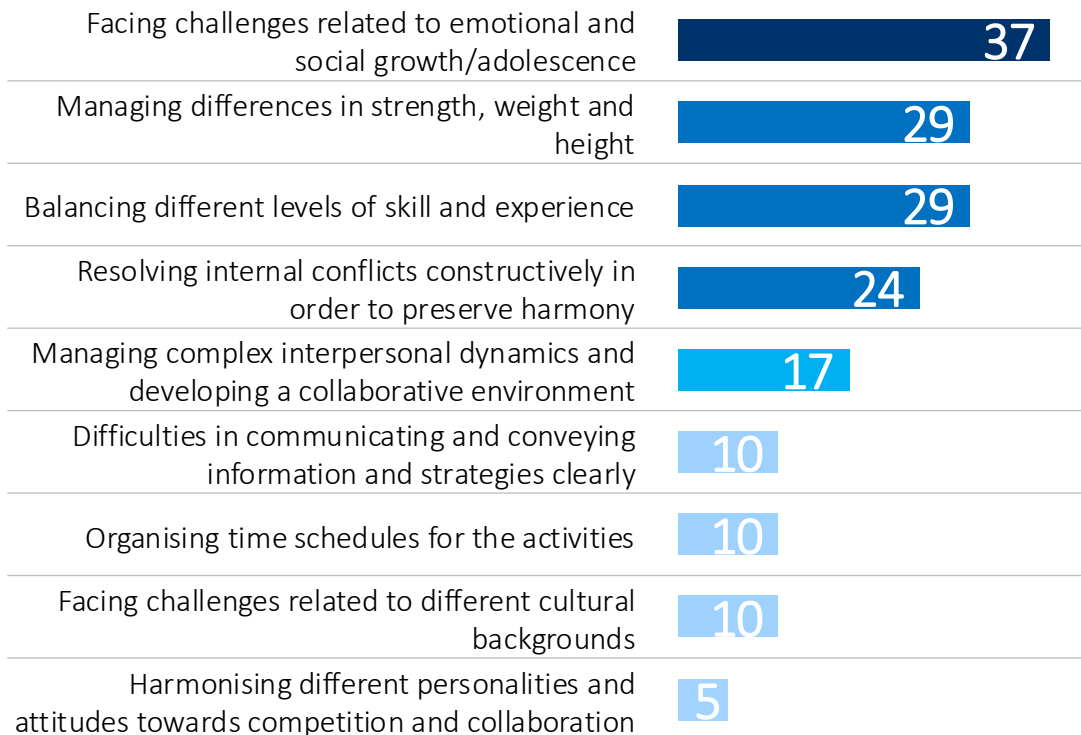 Facing challenges related to emotional and
social growth/adolescence
37
Managing differences in strength, weight and
height
29
Balancing different levels of skill and experience
29
Resolving internal conflicts constructively in
order to preserve harmony
24
Managing complex interpersonal dynamics and
developing a collaborative environment
17
Difficulties in communicating and conveying
information and strategies clearly
10
Organising time schedules for the activities
10
Facing challenges related to different cultural
backgrounds
10
Harmonising different personalities and
attitudes towards competition and collaboration
5